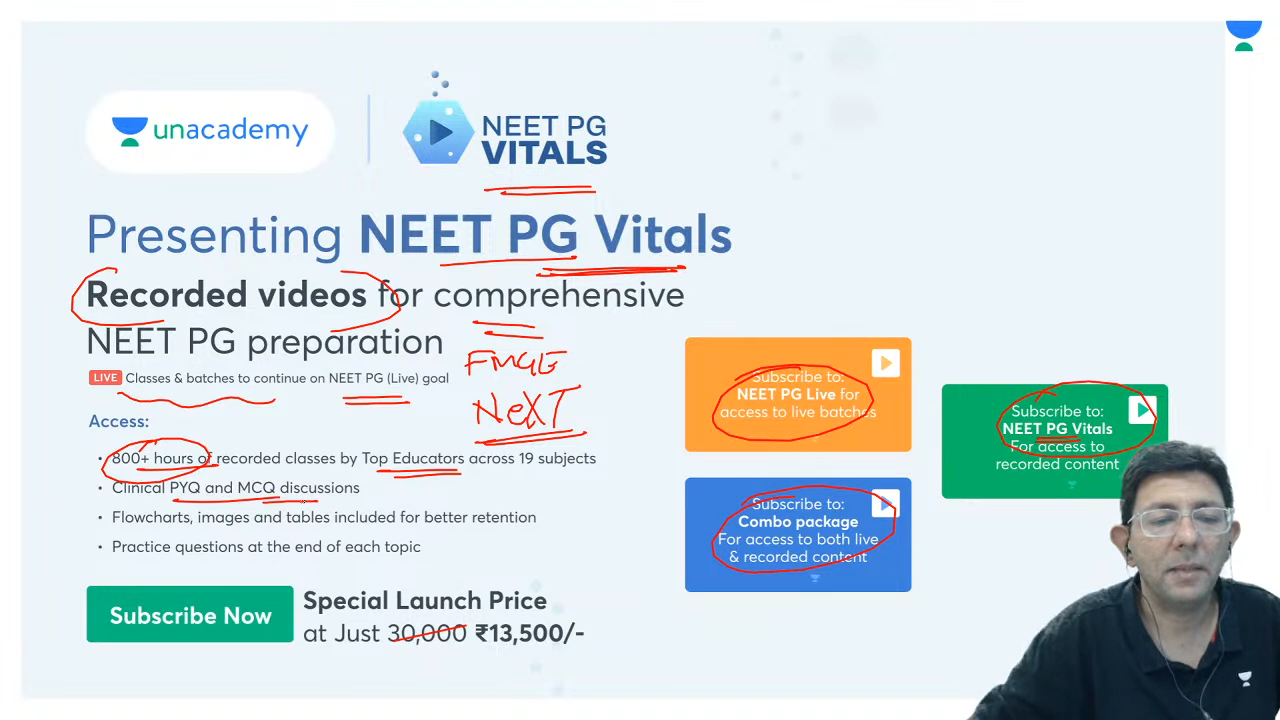 unacademy
NEET PG
VITALS
Presenting NEET PG Vitals
Recorded videos for comprehensive
NEET PG preparation
FMGE
NeXT
LIVE Classes & batches to continue on NEET PG (Live) goal
Access:
• 800+ hours of recorded classes by Top Educators across 19 subjects
• Clinical PYQ and MCQ discussions
• Flowcharts, images and tables included for better retention
• Practice questions at the end of each topic
Subscribe Now
Special Launch Price
at Just 30,000 ₹13,500/-
Subscribe to:
NEET PG Live for
access to live batches
Subscribe to:
Combo package
For access to both live
& recorded content
Subscribe to:
NEET PG Vitals
For access to
recorded content